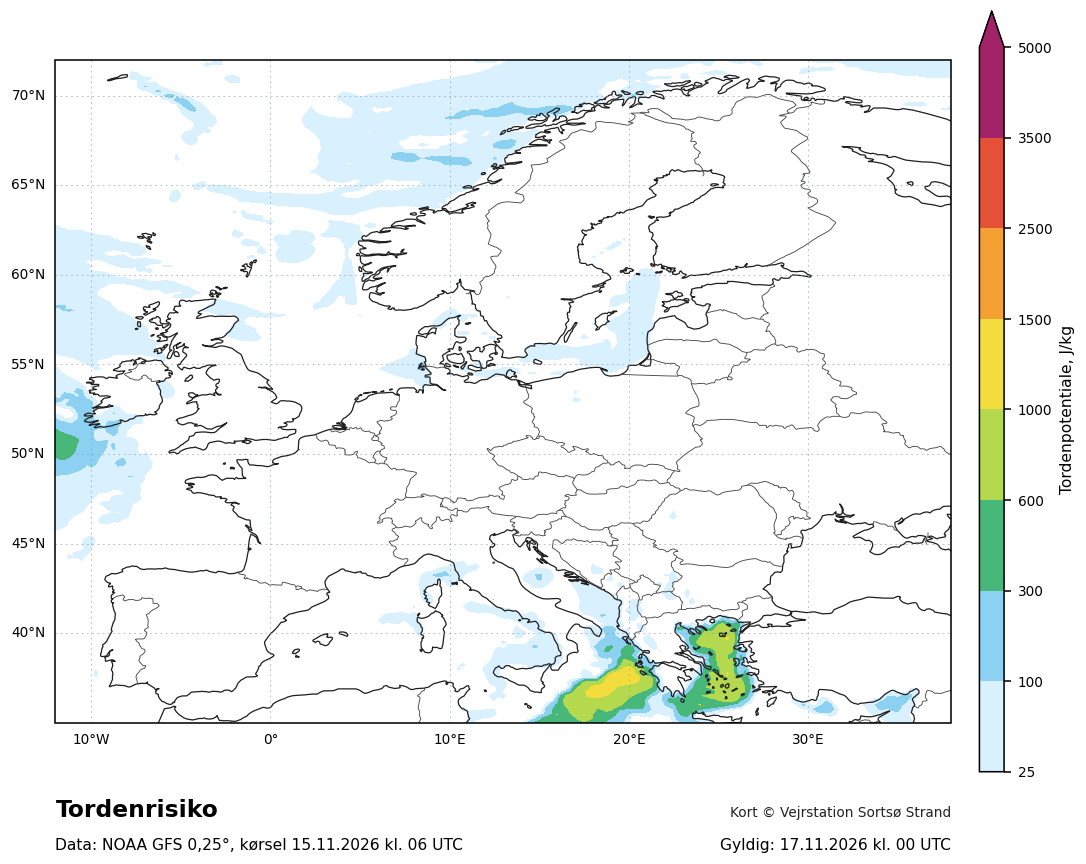 70°N
65°N
60°N
55°N
50°N
45°N
40°N
10°W
0°
10°E
20°E
30°E
5000
3500
2500
1500
1000
600
300
100
25
Tordenpotentiale, J/kg
Tordenrisiko
Kort © Vejrstation Sortsø Strand
Data: NOAA GFS 0,25°, kørsel 15.11.2026 kl. 06 UTC
Gyldig: 17.11.2026 kl. 00 UTC